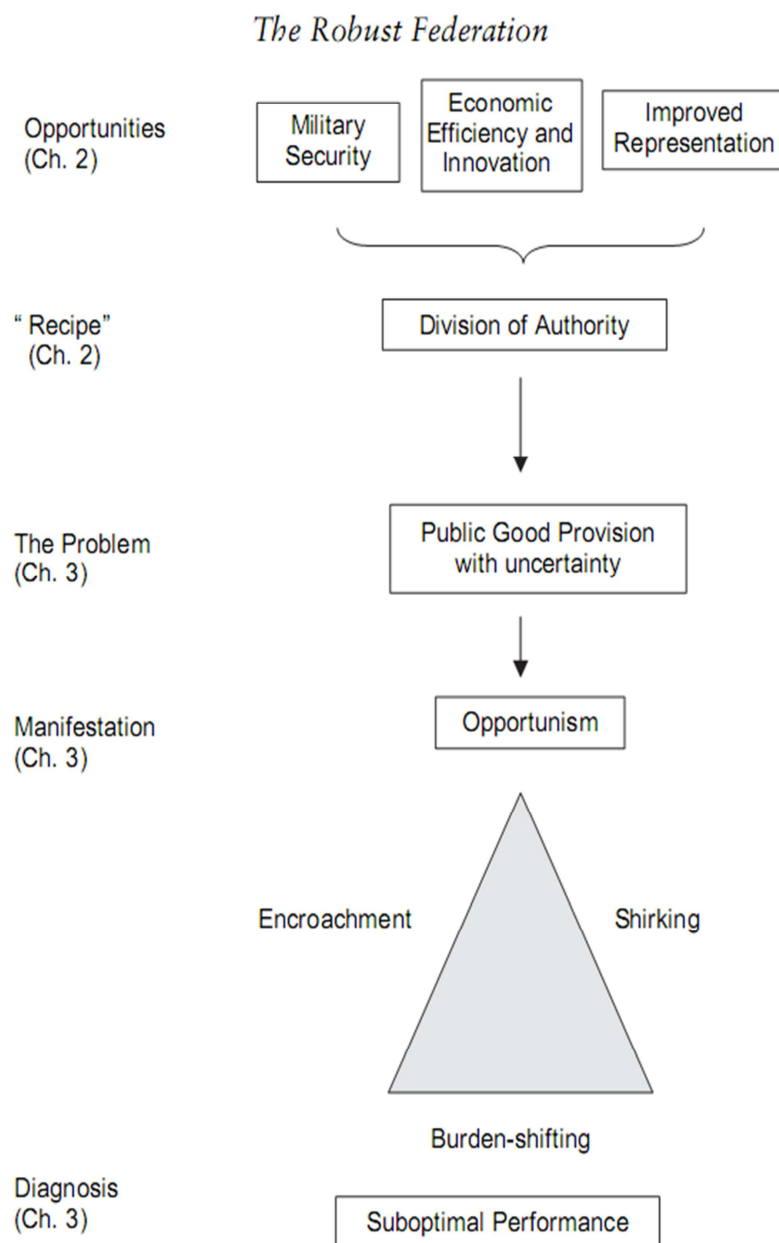 The Robust Federation
Opportunities
(Ch. 2)
Military
Security
Economic
Efficiency and
Innovation
Improved
Representation
“ Recipe”
(Ch. 2)
Division of Authority
The Problem
(Ch. 3)
Public Good Provision
with uncertainty
Manifestation
(Ch. 3)
Opportunism
Encroachment
Shirking
Burden-shifting
Diagnosis
(Ch. 3)
Suboptimal Performance